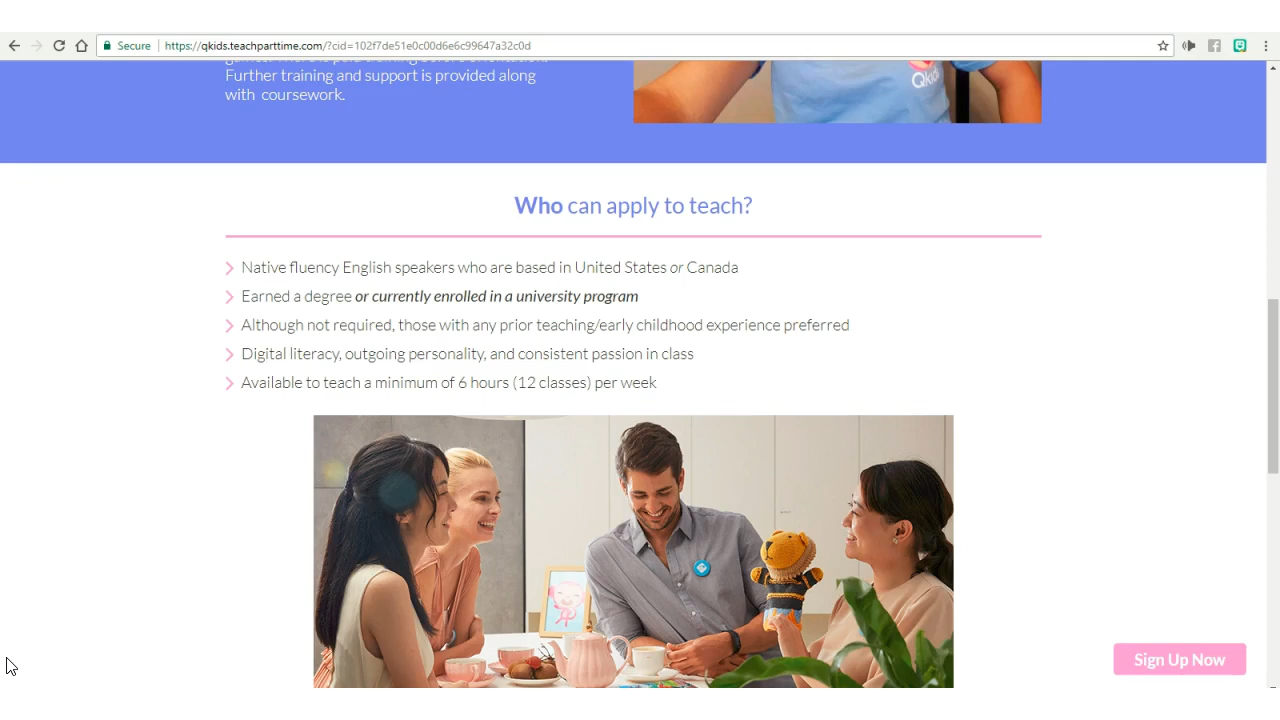 Secure
https://qkids.teachparttime.com/?cid=102f7de51e0c00d6e6c99647a32c0d
Further training and support is provided along
with coursework.
Qkids
Who can apply to teach?
Native fluency English speakers who are based in United States or Canada
Earned a degree or currently enrolled in a university program
Although not required, those with any prior teaching/early childhood experience preferred
Digital literacy, outgoing personality, and consistent passion in class
Available to teach a minimum of 6 hours (12 classes) per week
Sign Up Now